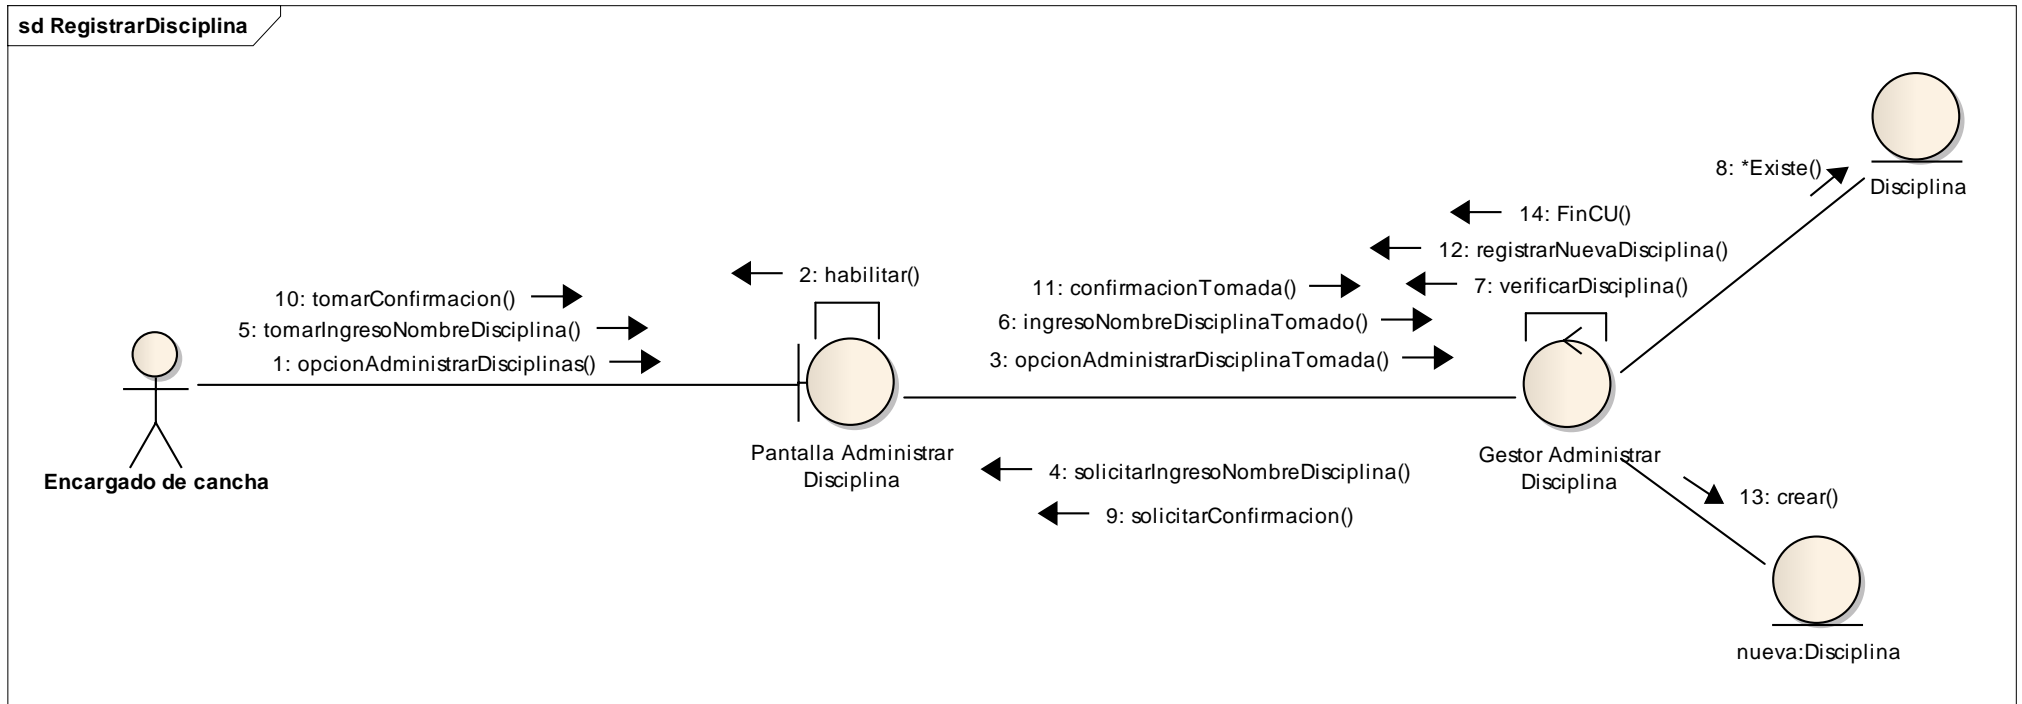 sd RegistrarDisciplina
8: *Existe()
Disciplina
14: FinCU()
12: registrarNuevaDisciplina()
2: habilitar()
7: verificarDisciplina()
10: tomarConfirmacion()
11: confirmacionTomada()
5: tomarIngresoNombreDisciplina()
6: ingresoNombreDisciplinaTomado()
1: opcionAdministrarDisciplinas()
3: opcionAdministrarDisciplinaTomada()
Encargado de cancha
Pantalla Administrar
Disciplina
4: solicitarIngresoNombreDisciplina()
9: solicitarConfirmacion()
Gestor Administrar
Disciplina
13: crear()
nueva:Disciplina